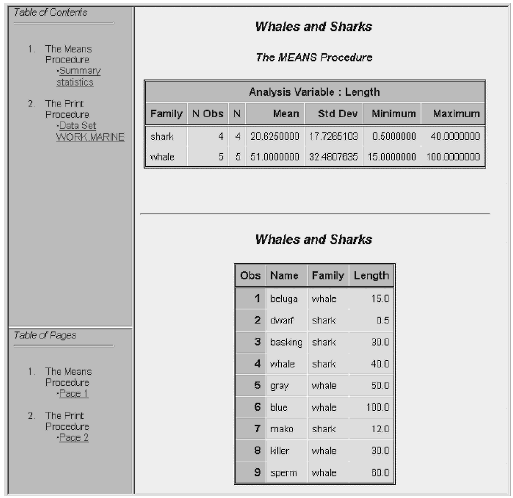 Table of Contents
1. The Means
Procedure
·Summary
statistics
2. The Print
Procedure
·Data Set
WORK.MARINE
Table of Pages
1. The Means
Procedure
·Page 1
2. The Print
Procedure
·Page 2
Whales and Sharks
The MEANS Procedure
Analysis Variable : Length
Family N Obs N Mean Std Dev Minimum Maximum
shark 4 4 20.6250000 17.7265103 0.5000000 40.0000000
whale 5 5 51.0000000 32.4807635 15.0000000 100.0000000
Whales and Sharks
Obs Name Family Length
1 beluga whale 15.0
2 dwarf shark 0.5
3 basking shark 30.0
4 whale shark 40.0
5 gray whale 50.0
6 blue whale 100.0
7 mako shark 12.0
8 killer whale 30.0
9 sperm whale 60.0